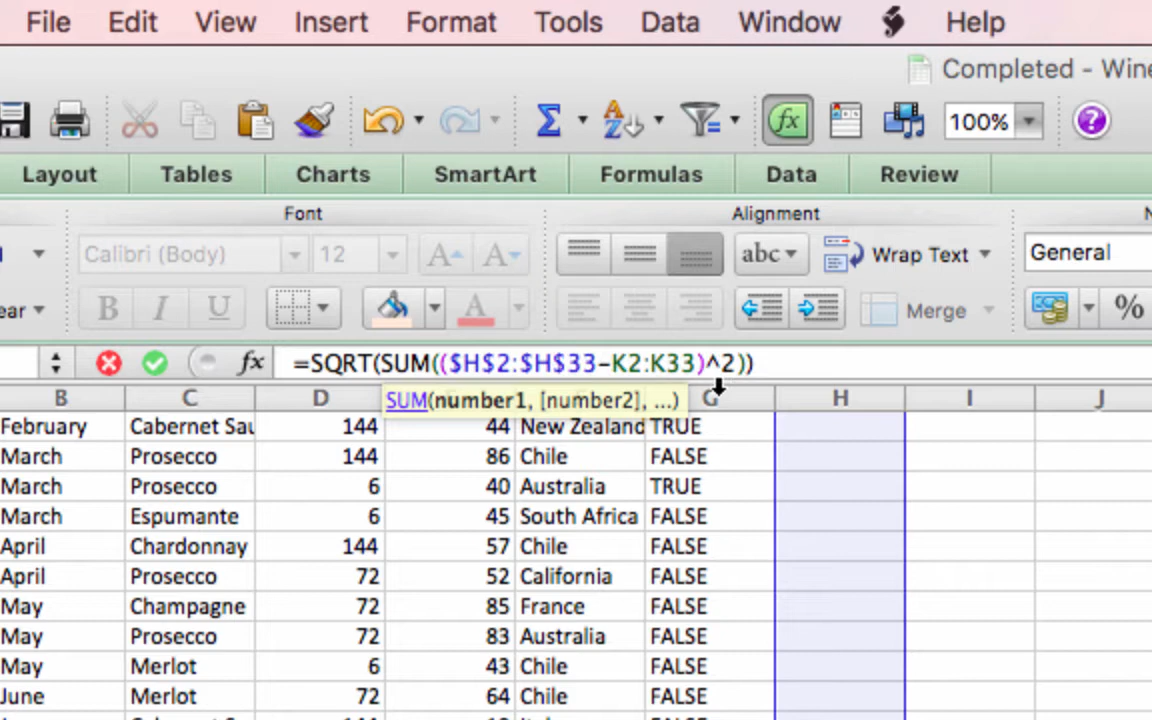 File Edit View Insert Format Tools Data Window Help
Completed - Wine
100% ?
Layout Tables Charts SmartArt Formulas Data Review
Font Alignment N
Calibri (Body) 12 A A abc Wrap Text General
ear B I U A Merge %
fx =SQRT(SUM(($H$2:$H$33-K2:K33)^2))
SUM(number1, [number2], ...)
B C D G H I J
February Cabernet Sau 144 44 New Zealand TRUE
March Prosecco 144 86 Chile FALSE
March Prosecco 6 40 Australia TRUE
March Espumante 6 45 South Africa FALSE
April Chardonnay 144 57 Chile FALSE
April Prosecco 72 52 California FALSE
May Champagne 72 85 France FALSE
May Prosecco 72 83 Australia FALSE
May Merlot 6 43 Chile FALSE
June Merlot 72 64 Chile FALSE